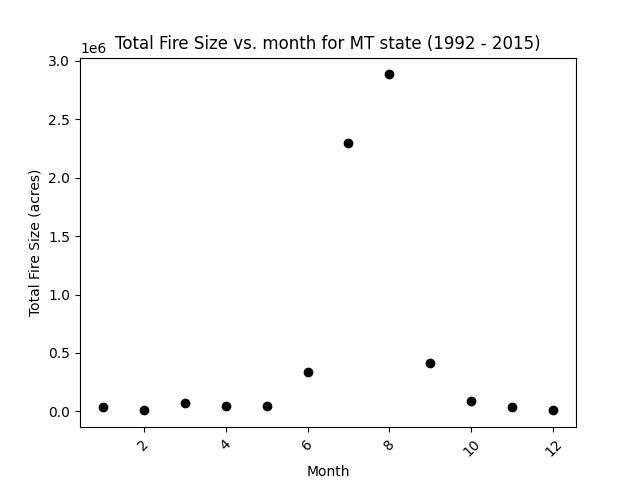 Total Fire Size vs. month for MT state (1992 - 2015)
1e6
3.0
2.5
2.0
1.5
1.0
0.5
0.0
Total Fire Size (acres)
2 4 6 8 10 12
Month